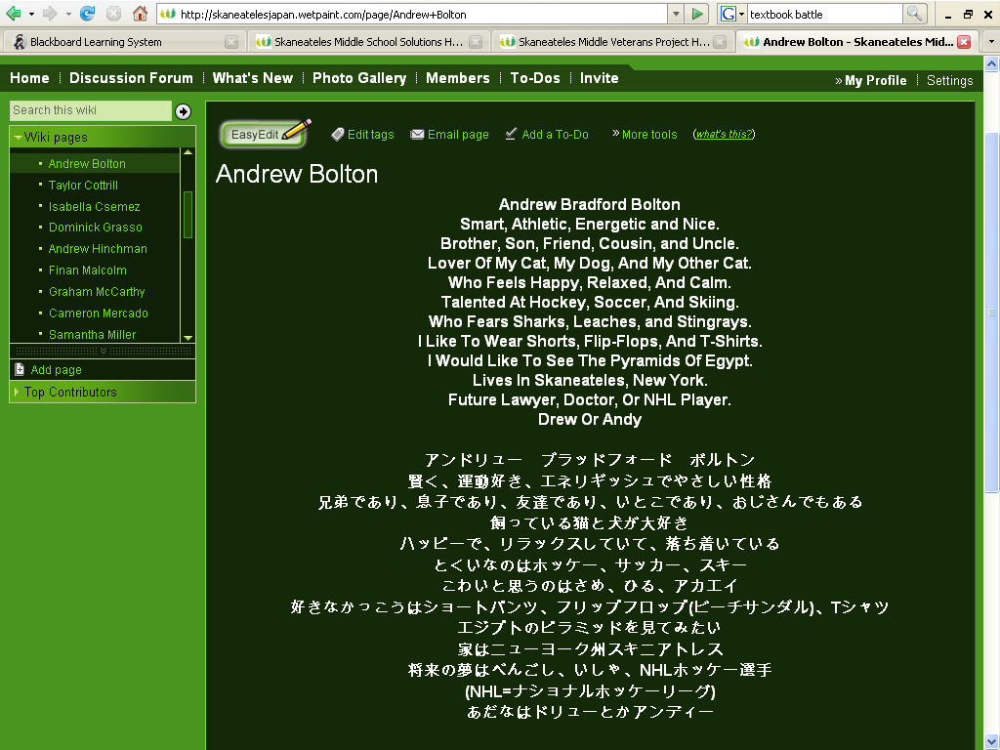 http://skaneatelesjapan.wetpaint.com/page/Andrew+Bolton
textbook battle
Blackboard Learning System
Skaneateles Middle School Solutions H...
Skaneateles Middle Veterans Project H...
Andrew Bolton - Skaneateles Mid...
Home
Discussion Forum
What's New
Photo Gallery
Members
To-Dos
Invite
» My Profile
Settings
Search this wiki
Wiki pages
Andrew Bolton
Taylor Cottrill
Isabella Csemez
Dominick Grasso
Andrew Hinchman
Finan Malcolm
Graham McCarthy
Cameron Mercado
Samantha Miller
Add page
Top Contributors
EasyEdit
Edit tags
Email page
Add a To-Do
» More tools
(what's this?)
Andrew Bolton
Andrew Bradford Bolton
Smart, Athletic, Energetic and Nice.
Brother, Son, Friend, Cousin, and Uncle.
Lover Of My Cat, My Dog, And My Other Cat.
Who Feels Happy, Relaxed, And Calm.
Talented At Hockey, Soccer, And Skiing.
Who Fears Sharks, Leaches, and Stingrays.
I Like To Wear Shorts, Flip-Flops, And T-Shirts.
I Would Like To See The Pyramids Of Egypt.
Lives In Skaneateles, New York.
Future Lawyer, Doctor, Or NHL Player.
Drew Or Andy
アンドリュー　ブラッドフォード　ボルトン
賢く、運動好き、エネリギッシュでやさしい性格
兄弟であり、息子であり、友達であり、いとこであり、おじさんでもある
飼っている猫と犬が大好き
ハッピーで、リラックスしていて、落ち着いている
とくいなのはホッケー、サッカー、スキー
こわいと思うのはさめ、ひる、アカエイ
好きなかっこうはショートパンツ、フリップフロップ(ビーチサンダル)、Tシャツ
エジプトのピラミッドを見てみたい
家はニューヨーク州スキニアトレス
将来の夢はべんごし、いしゃ、NHLホッケー選手
(NHL=ナショナルホッケーリーグ)
あだなはドリューとかアンディー